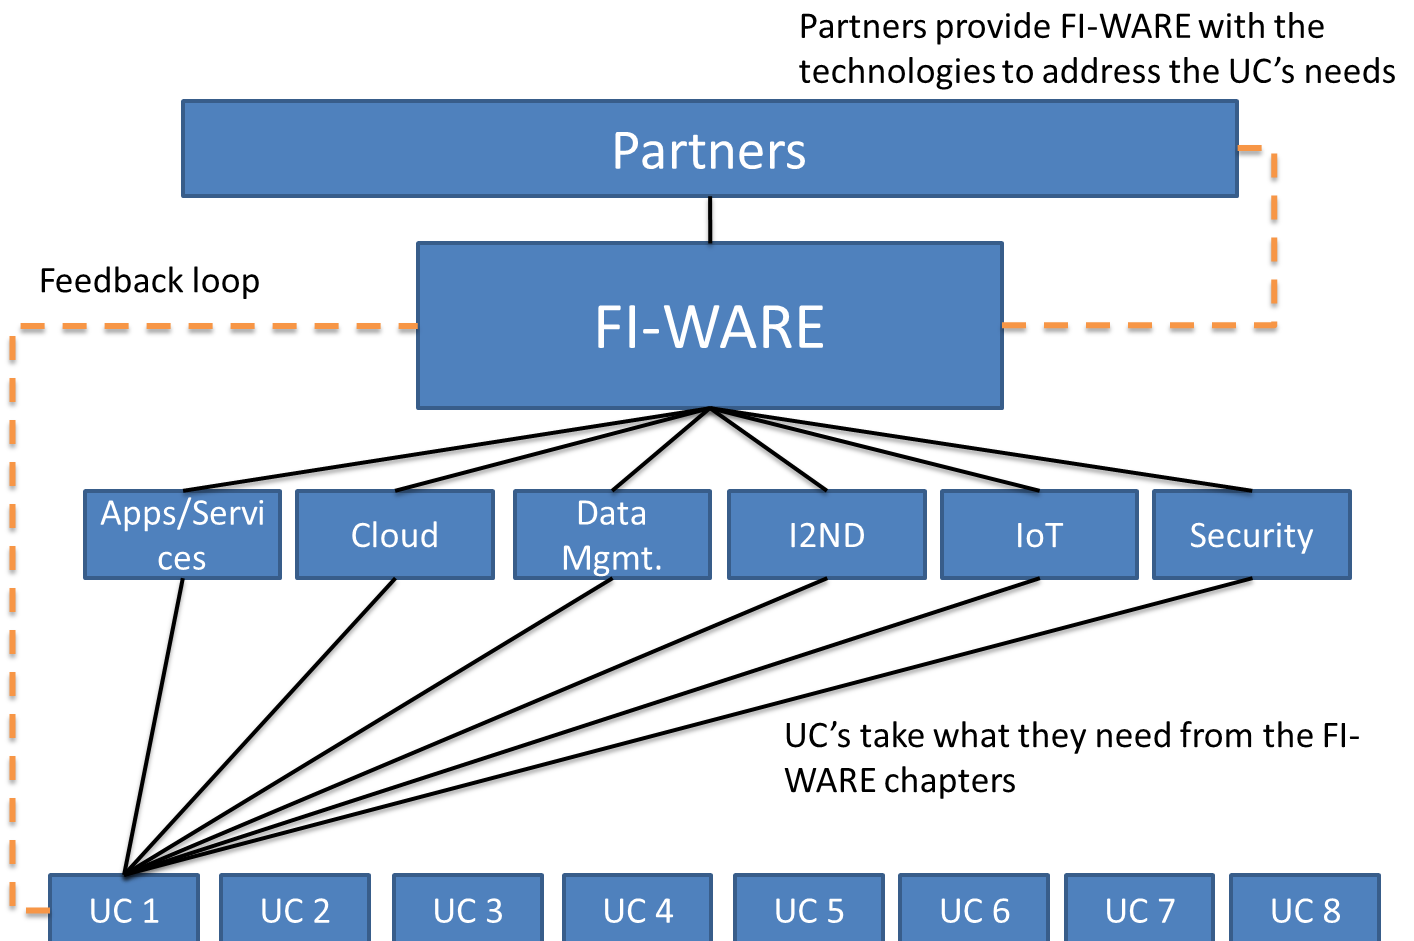 Partners provide FI-WARE with the
technologies to address the UC's needs
Partners
Feedback loop
FI-WARE
Apps/Servi
ces
Cloud
Data
Mgmt.
I2ND
IoT
Security
UC's take what they need from the FI-
WARE chapters
UC 1
UC 2
UC 3
UC 4
UC 5
UC 6
UC 7
UC 8